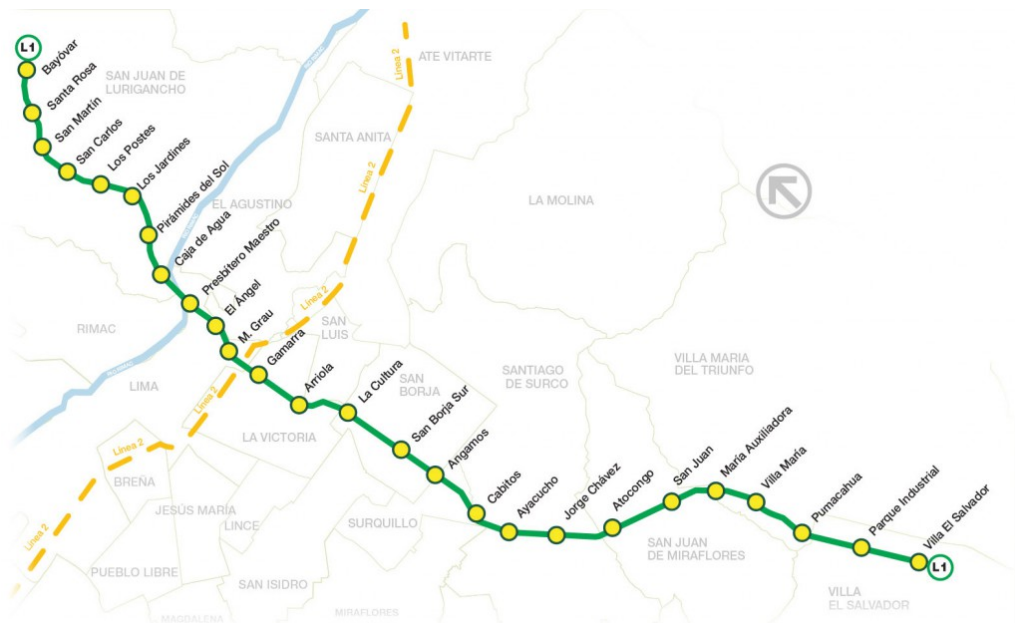 L1
Bayóvar
Santa Rosa
San Martín
San Carlos
Los Postes
Los Jardines
Pirámides del Sol
Caja de Agua
Presbítero Maestro
El Ángel
M. Grau
Gamarra
Arriola
La Cultura
San Borja Sur
Angamos
Cabitos
Ayacucho
Jorge Chávez
Atocongo
San Juan
María Auxiliadora
Villa María
Pumacahua
Parque Industrial
Villa El Salvador
L1
Línea 2
Línea 2
Línea 2
Línea 2
Línea 2
Línea 2
SAN JUAN DE
LURIGANCHO
ATE VITARTE
SANTA ANITA
EL AGUSTINO
LA MOLINA
RIMAC
SAN
LUIS
LIMA
SAN
BORJA
SANTIAGO
DE SURCO
VILLA MARIA
DEL TRIUNFO
LA VICTORIA
BREÑA
JESÚS MARÍA
LINCE
SURQUILLO
SAN JUAN
DE MIRAFLORES
PUEBLO LIBRE
SAN ISIDRO
VILLA
EL SALVADOR
MAGDALENA
MIRAFLORES